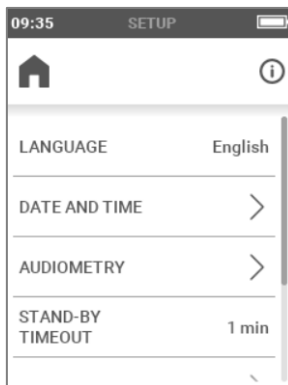 09:35 SETUP
LANGUAGE English
DATE AND TIME
AUDIOMETRY
STAND-BY
TIMEOUT 1 min